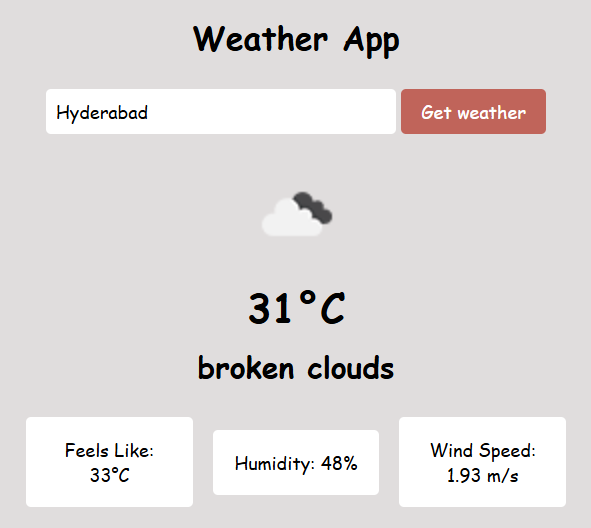 Weather App
Hyderabad
Get weather
31°C
broken clouds
Feels Like:
33°C
Humidity: 48%
Wind Speed:
1.93 m/s